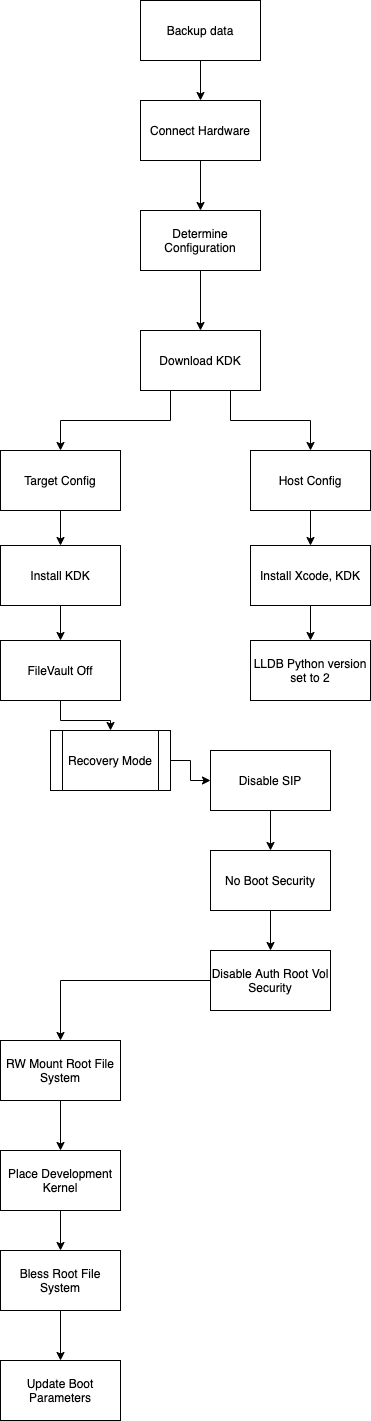 Backup data
Connect Hardware
Determine
Configuration
Download KDK
Target Config
Host Config
Install KDK
Install Xcode, KDK
FileVault Off
LLDB Python version
set to 2
Recovery Mode
Disable SIP
No Boot Security
Disable Auth Root Vol
Security
RW Mount Root File
System
Place Development
Kernel
Bless Root File
System
Update Boot
Parameters